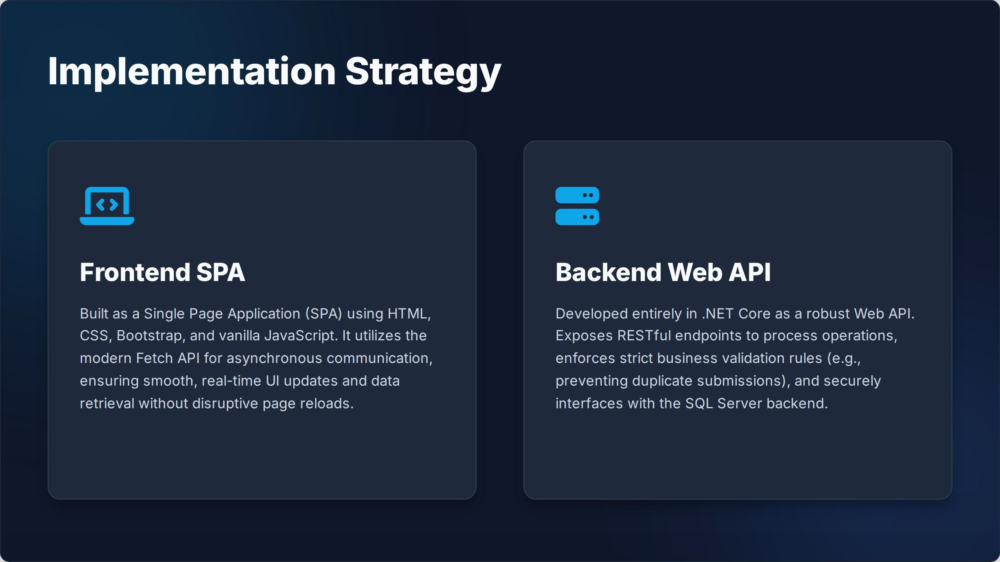 Implementation Strategy
Frontend SPA
Built as a Single Page Application (SPA) using HTML,
CSS, Bootstrap, and vanilla JavaScript. It utilizes the
modern Fetch API for asynchronous communication,
ensuring smooth, real-time UI updates and data
retrieval without disruptive page reloads.
Backend Web API
Developed entirely in .NET Core as a robust Web API.
Exposes RESTful endpoints to process operations,
enforces strict business validation rules (e.g.,
preventing duplicate submissions), and securely
interfaces with the SQL Server backend.